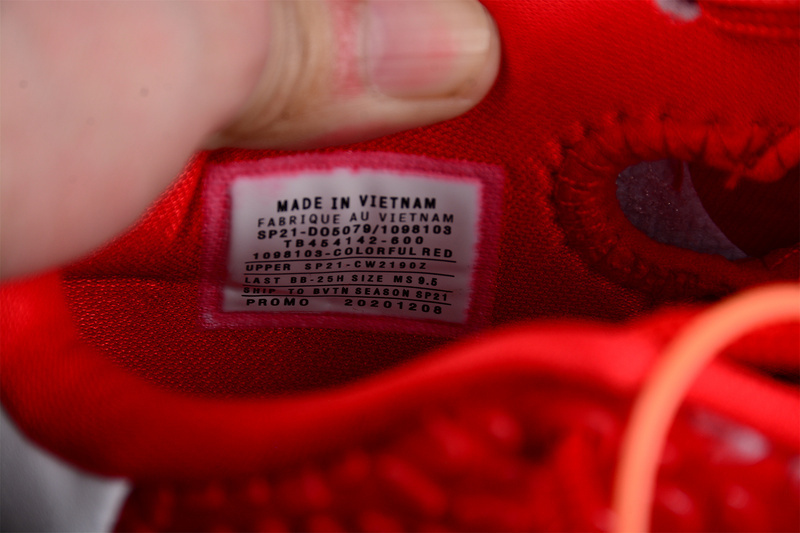 MADE IN VIETNAM
FABRIQUE AU VIETNAM
SP21-DO5079/1098103
TB454142-600
1098103-COLORFUL RED
UPPER SP21-CW2190Z
LAST BB-25H SIZE MS 9.5
SHIP TO BVTN SEASON SP21
PROMO 20201208